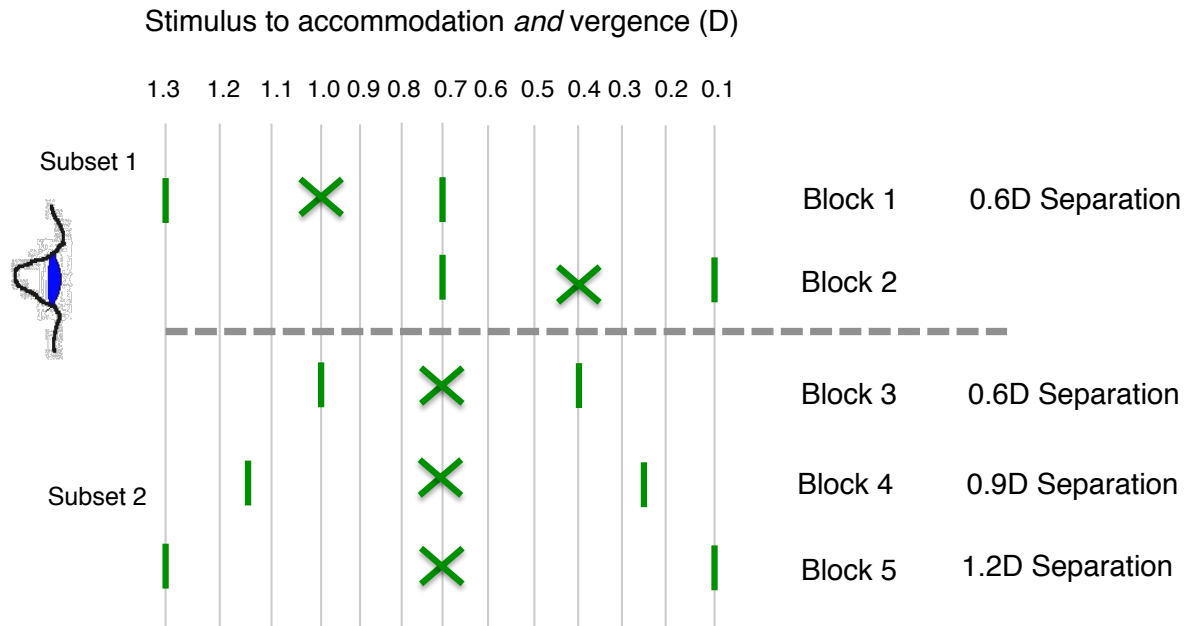 Stimulus to accommodation and vergence (D)
1.3 1.2 1.1 1.0 0.9 0.8 0.7 0.6 0.5 0.4 0.3 0.2 0.1
Subset 1
Block 1 0.6D Separation
Block 2
Block 3 0.6D Separation
Subset 2
Block 4 0.9D Separation
Block 5 1.2D Separation